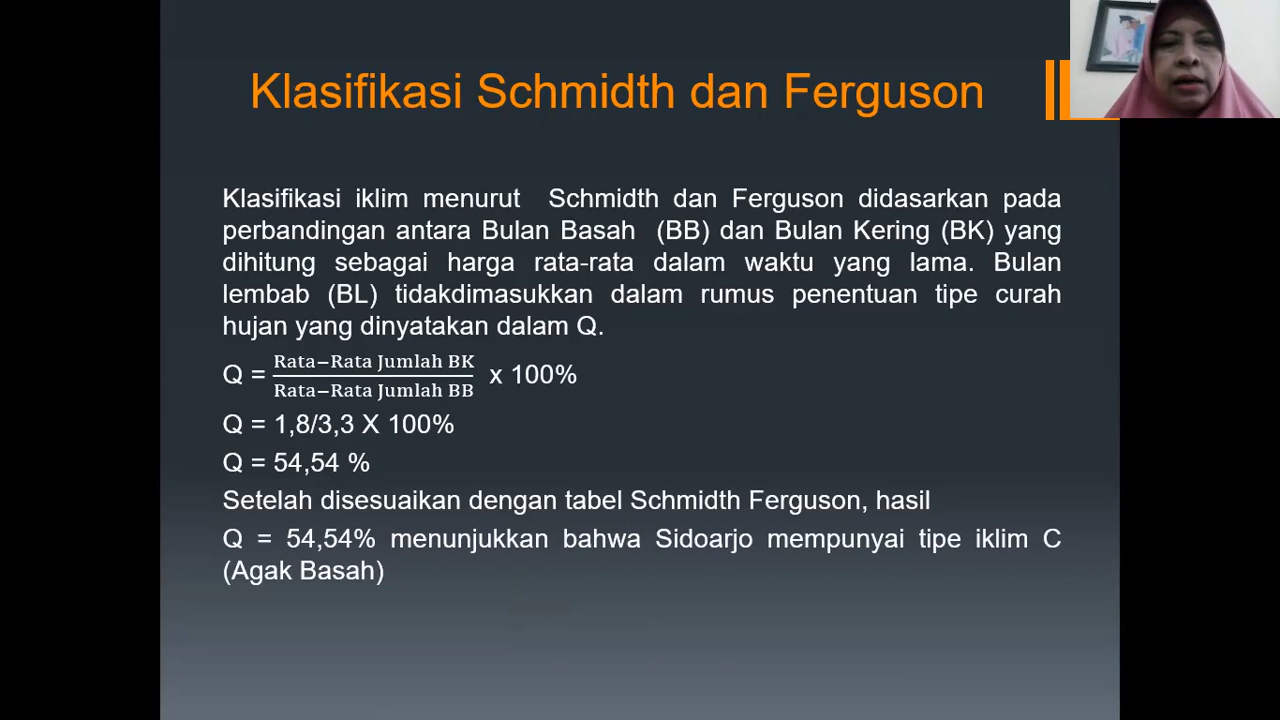 Klasifikasi Schmidth dan Ferguson
Klasifikasi iklim menurut Schmidth dan Ferguson didasarkan pada
perbandingan antara Bulan Basah (BB) dan Bulan Kering (BK) yang
dihitung sebagai harga rata-rata dalam waktu yang lama. Bulan
lembab (BL) tidakdimasukkan dalam rumus penentuan tipe curah
hujan yang dinyatakan dalam Q.
Q = Rata−Rata Jumlah BK / Rata−Rata Jumlah BB x 100%
Q = 1,8/3,3 X 100%
Q = 54,54 %
Setelah disesuaikan dengan tabel Schmidth Ferguson, hasil
Q = 54,54% menunjukkan bahwa Sidoarjo mempunyai tipe iklim C
(Agak Basah)